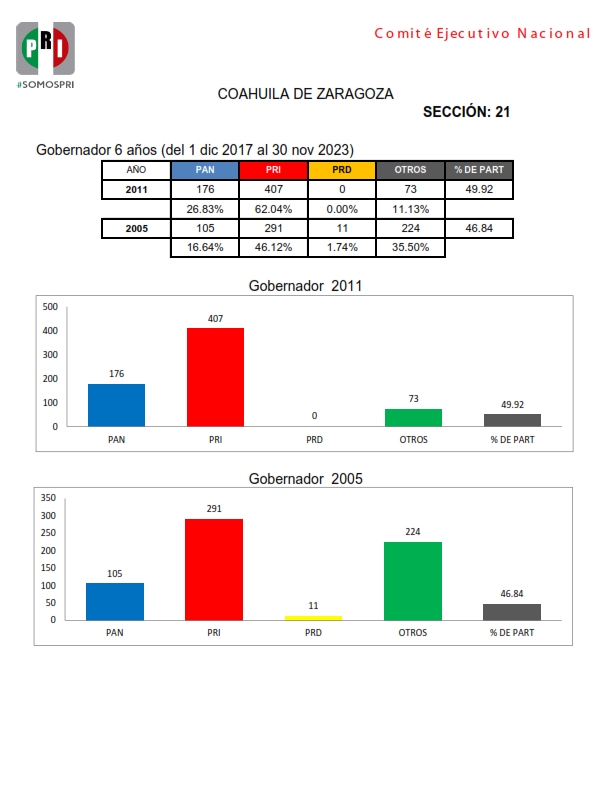 Comité Ejecutivo Nacional
PRI
#SOMOSPRI
COAHUILA DE ZARAGOZA
SECCIÓN: 21
Gobernador 6 años (del 1 dic 2017 al 30 nov 2023)
AÑO PAN PRI PRD OTROS % DE PART
2011 176 407 0 73 49.92
26.83% 62.04% 0.00% 11.13%
2005 105 291 11 224 46.84
16.64% 46.12% 1.74% 35.50%
Gobernador 2011
500
400
300
200
100
0
176 407 0 73 49.92
PAN PRI PRD OTROS % DE PART
Gobernador 2005
350
300
250
200
150
100
50
0
105 291 11 224 46.84
PAN PRI PRD OTROS % DE PART